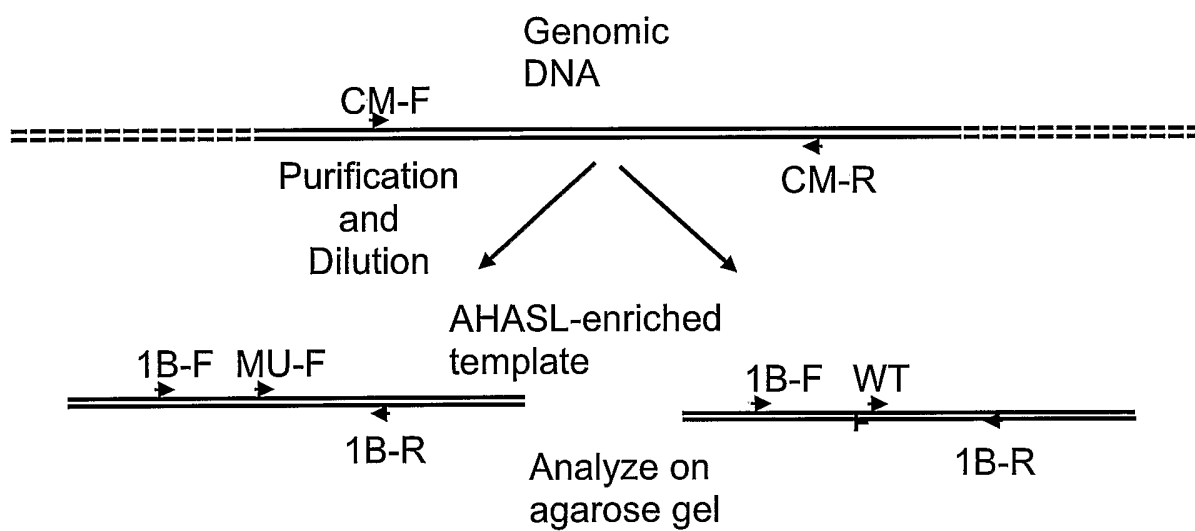 Genomic
DNA
CM-F
CM-R
Purification
and
Dilution
AHASL-enriched
template
1B-F MU-F
1B-R
1B-F WT
1B-R
Analyze on
agarose gel